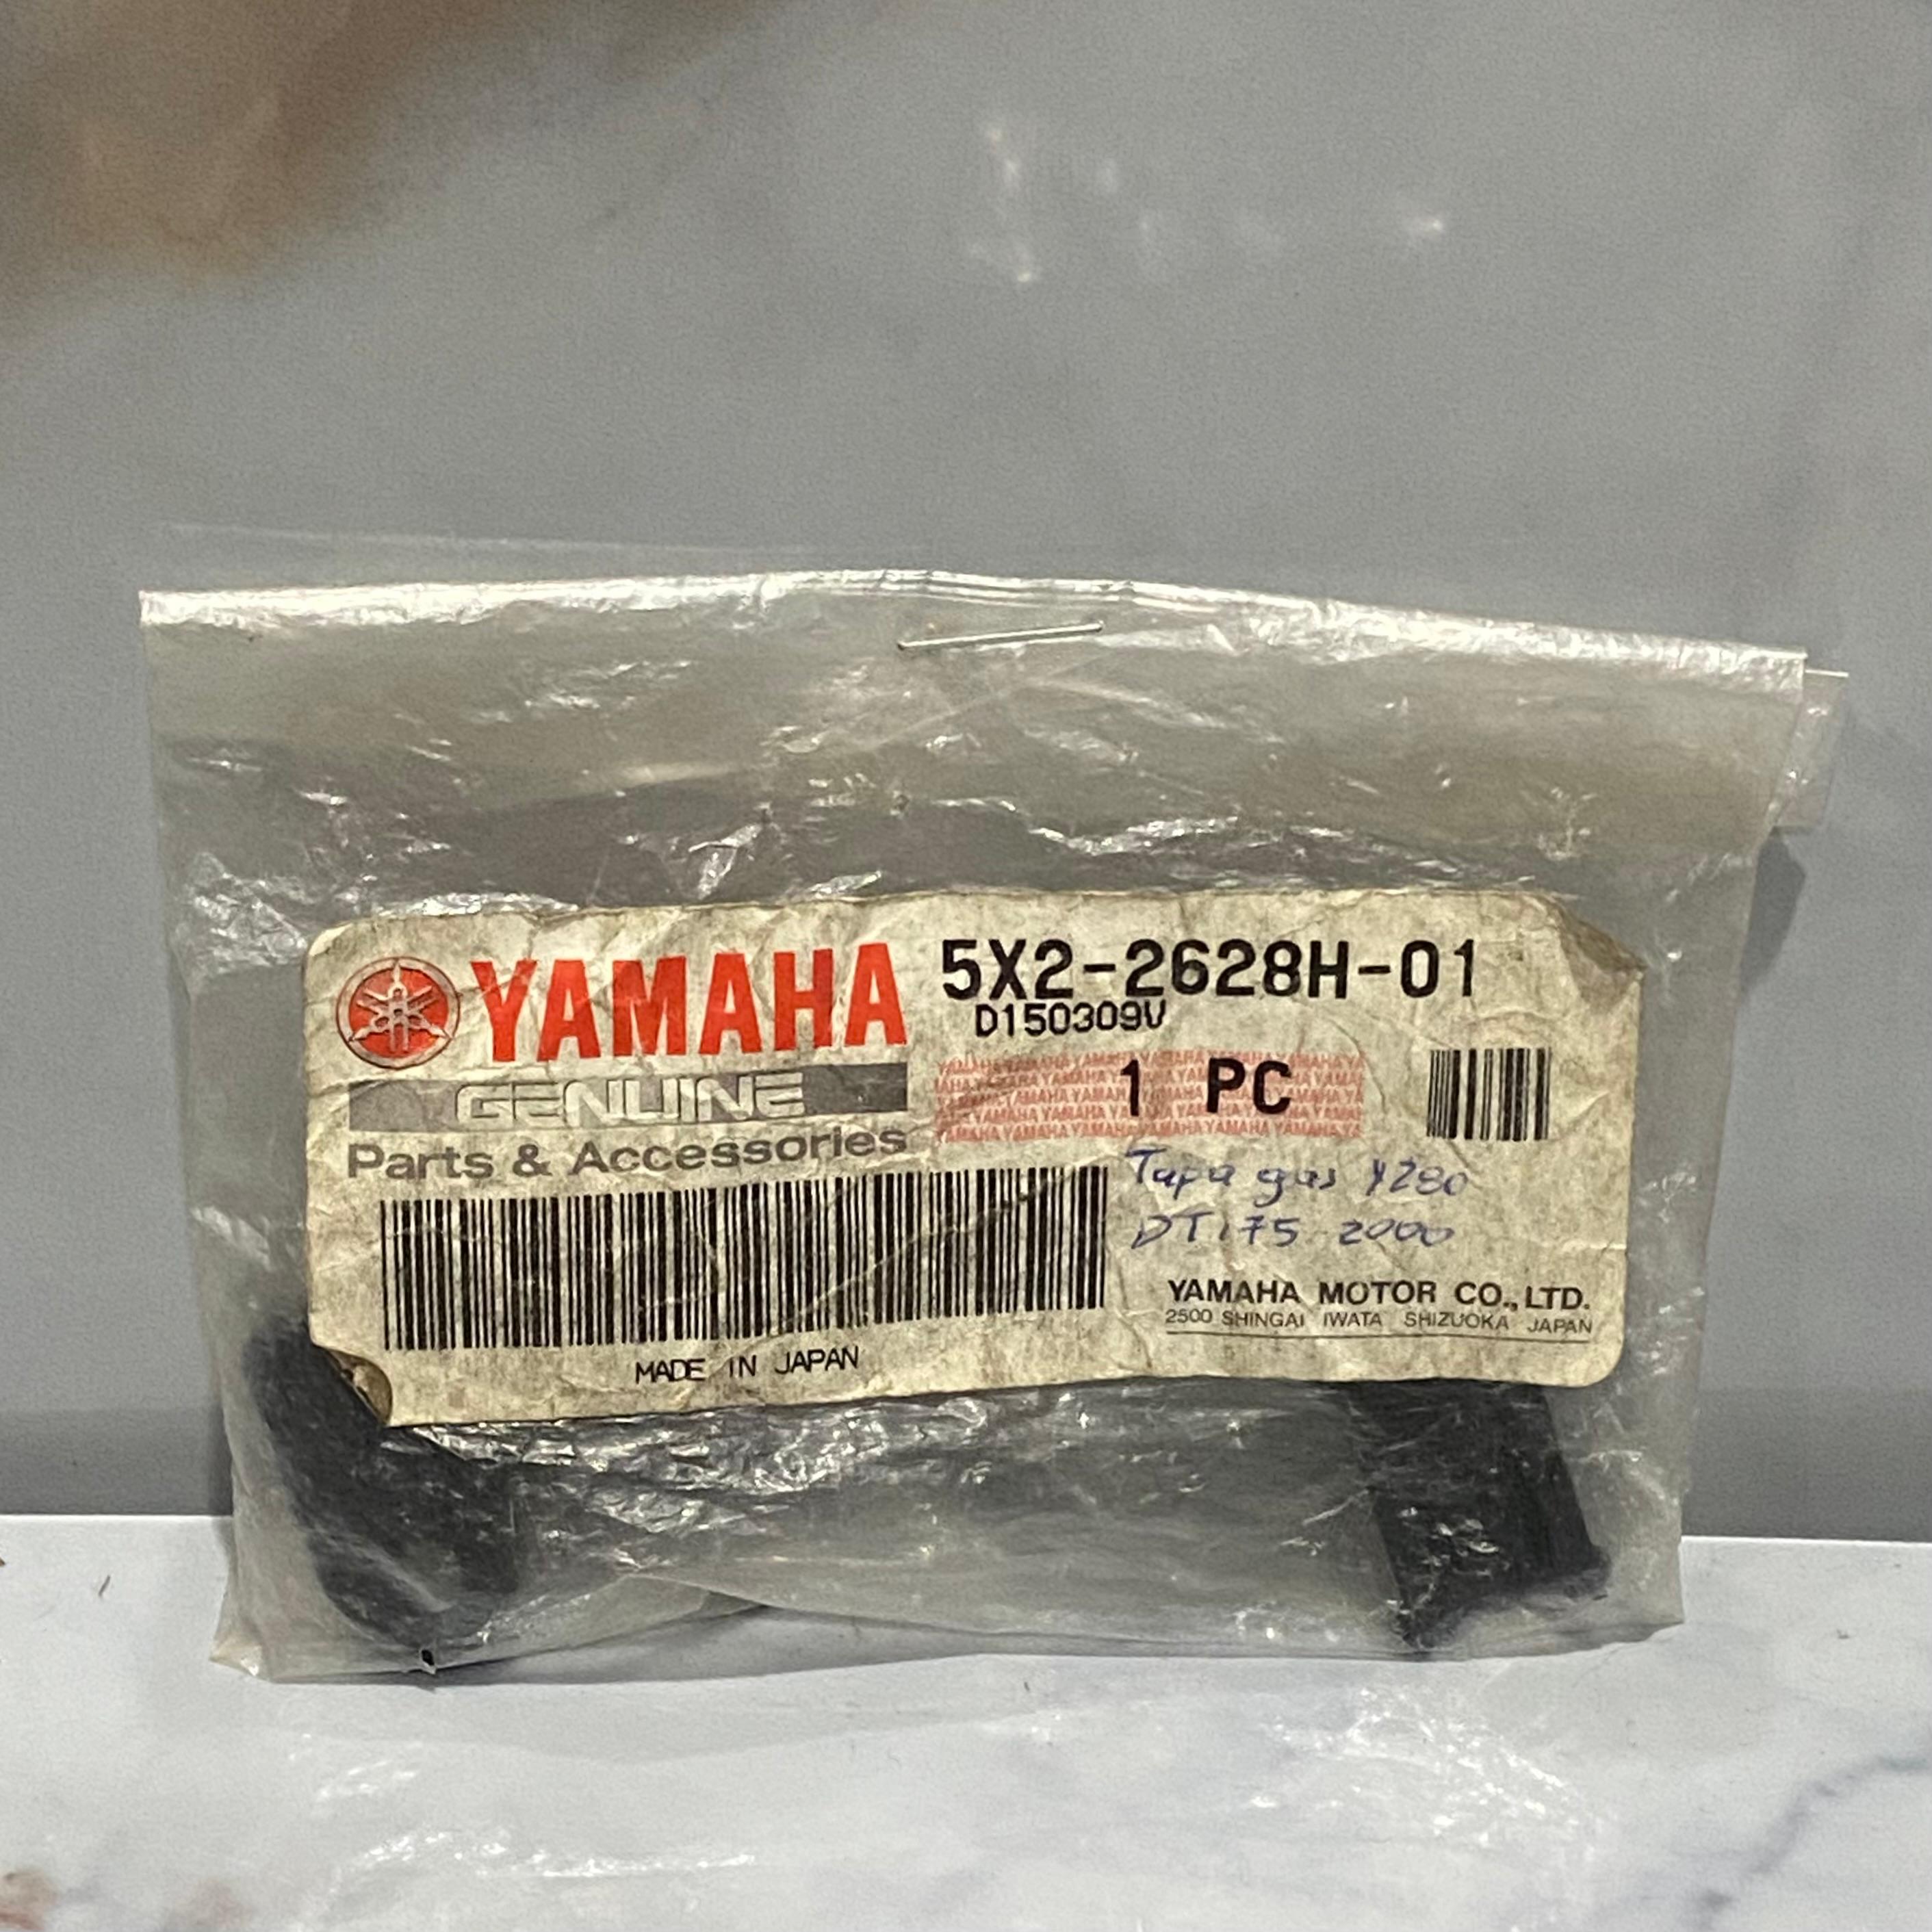 YAMAHA
GENUINE
Parts & Accessories
5X2-2628H-01
D150309V
1 PC
Tapa gas YZ80
DT175 2000
YAMAHA MOTOR CO., LTD.
2500 SHINGAI IWATA SHIZUOKA JAPAN
MADE IN JAPAN